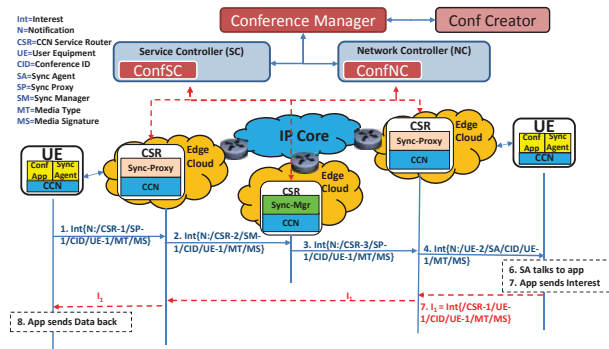 Int=Interest
N=Notification
CSR=CCN Service Router
UE=User Equipment
CID=Conference ID
SA=Sync Agent
SP=Sync Proxy
SM=Sync Manager
MT=Media Type
MS=Media Signature
Conference Manager
Conf Creator
Service Controller (SC)
ConfSC
Network Controller (NC)
ConfNC
UE
Conf
App
Sync
Agent
CCN
CSR
Sync-Proxy
CCN
Edge
Cloud
IP Core
CSR
Sync-Mgr
CCN
Edge
Cloud
CSR
Sync-Proxy
CCN
Edge
Cloud
UE
Conf
App
Sync
Agent
CCN
1. Int{N:/CSR-1/SP-
1/CID/UE-1/MT/MS}
2. Int{N:/CSR-2/SM-
1/CID/UE-1/MT/MS}
3. Int{N:/CSR-3/SP-
1/CID/UE-1/MT/MS}
4. Int{N:/UE-2/SA/CID/UE-
1/MT/MS}
6. SA talks to app
7. App sends Interest
I1
I1
7. I1 = Int{/CSR-1/UE-
1/CID/UE-1/MT/MS}
8. App sends Data back